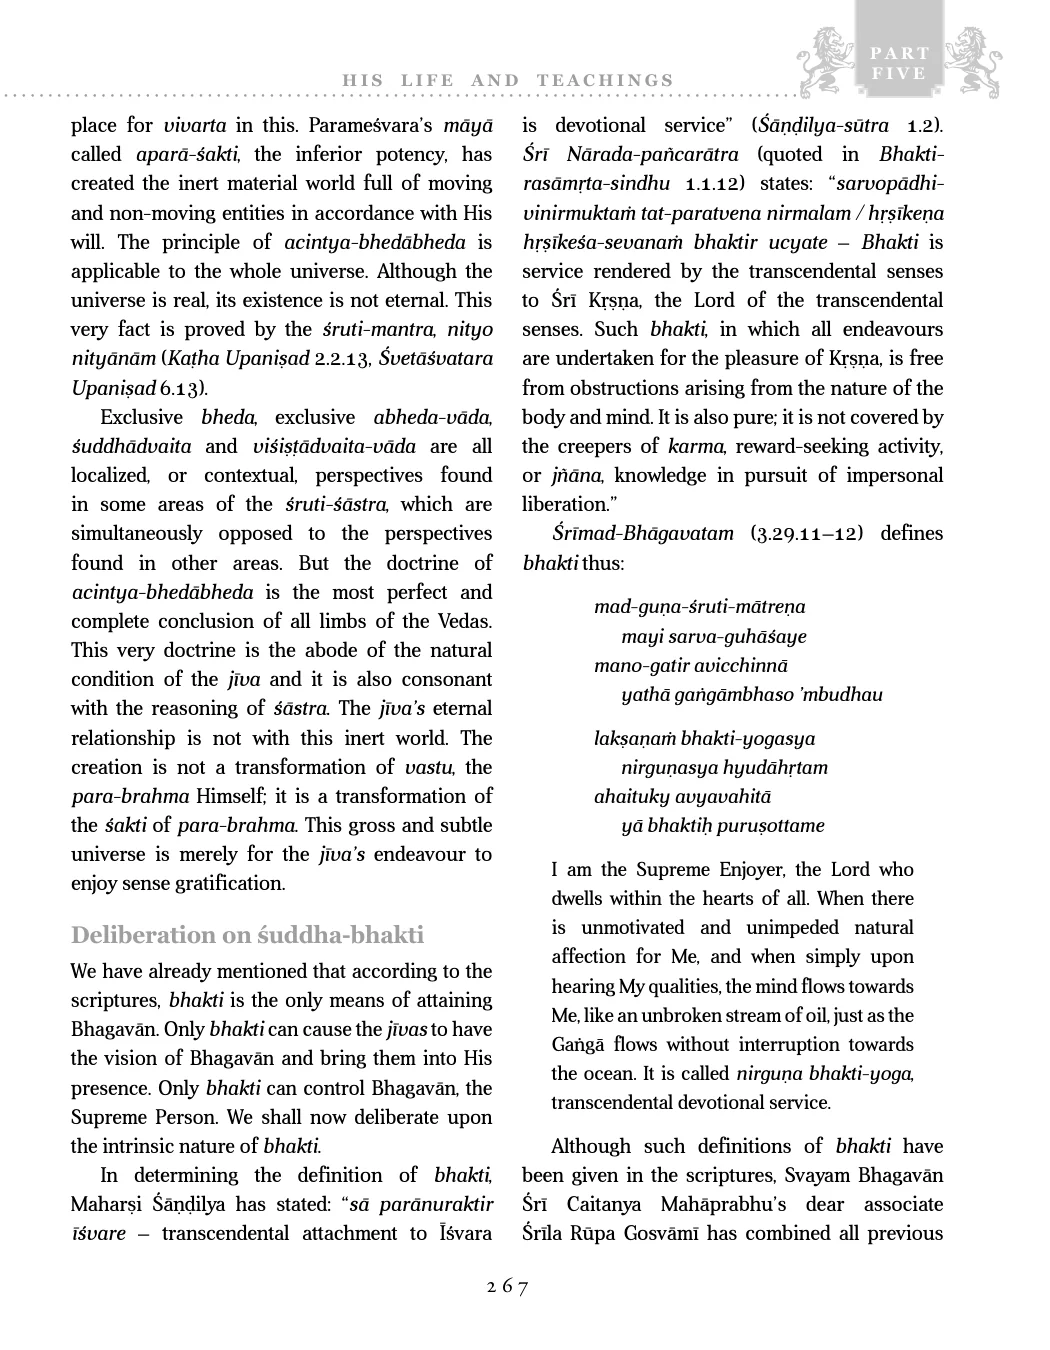 PART
FIVE
HIS LIFE AND TEACHINGS
place for vivarta in this. Parameśvara’s māyā
called aparā-śakti, the inferior potency, has
created the inert material world full of moving
and non-moving entities in accordance with His
will. The principle of acintya-bhedābheda is
applicable to the whole universe. Although the
universe is real, its existence is not eternal. This
very fact is proved by the śruti-mantra, nityo
nityānām (Kaṭha Upaniṣad 2.2.13, Śvetāśvatara
Upaniṣad 6.13).
Exclusive bheda, exclusive abheda-vāda,
śuddhādvaita and viśiṣṭādvaita-vāda are all
localized, or contextual, perspectives found
in some areas of the śruti-śāstra, which are
simultaneously opposed to the perspectives
found in other areas. But the doctrine of
acintya-bhedābheda is the most perfect and
complete conclusion of all limbs of the Vedas.
This very doctrine is the abode of the natural
condition of the jīva and it is also consonant
with the reasoning of śāstra. The jīva’s eternal
relationship is not with this inert world. The
creation is not a transformation of vastu, the
para-brahma Himself; it is a transformation of
the śakti of para-brahma. This gross and subtle
universe is merely for the jīva’s endeavour to
enjoy sense gratification.
Deliberation on śuddha-bhakti
We have already mentioned that according to the
scriptures, bhakti is the only means of attaining
Bhagavān. Only bhakti can cause the jīvas to have
the vision of Bhagavān and bring them into His
presence. Only bhakti can control Bhagavān, the
Supreme Person. We shall now deliberate upon
the intrinsic nature of bhakti.
In determining the definition of bhakti,
Maharṣi Śāṇḍilya has stated: “sā parānuraktir
īśvare – transcendental attachment to Īśvara
is devotional service” (Śāṇḍilya-sūtra 1.2).
Śrī Nārada-pañcarātra (quoted in Bhakti-
rasāmṛta-sindhu 1.1.12) states: “sarvopādhi-
vinirmuktaṁ tat-paratvena nirmalam / hṛṣīkeṇa
hṛṣīkeśa-sevanaṁ bhaktir ucyate – Bhakti is
service rendered by the transcendental senses
to Śrī Kṛṣṇa, the Lord of the transcendental
senses. Such bhakti, in which all endeavours
are undertaken for the pleasure of Kṛṣṇa, is free
from obstructions arising from the nature of the
body and mind. It is also pure; it is not covered by
the creepers of karma, reward-seeking activity,
or jñāna, knowledge in pursuit of impersonal
liberation.”
Śrīmad-Bhāgavatam (3.29.11–12) defines
bhakti thus:
mad-guṇa-śruti-mātreṇa
mayi sarva-guhāśaye
mano-gatir avicchinnā
yathā gaṅgāmbhaso ’mbudhau
lakṣaṇaṁ bhakti-yogasya
nirguṇasya hyudāhṛtam
ahaituky avyavahitā
yā bhaktiḥ puruṣottame
I am the Supreme Enjoyer, the Lord who
dwells within the hearts of all. When there
is unmotivated and unimpeded natural
affection for Me, and when simply upon
hearing My qualities, the mind flows towards
Me, like an unbroken stream of oil, just as the
Gaṅgā flows without interruption towards
the ocean. It is called nirguṇa bhakti-yoga,
transcendental devotional service.
Although such definitions of bhakti have
been given in the scriptures, Svayam Bhagavān
Śrī Caitanya Mahāprabhu’s dear associate
Śrīla Rūpa Gosvāmī has combined all previous
267